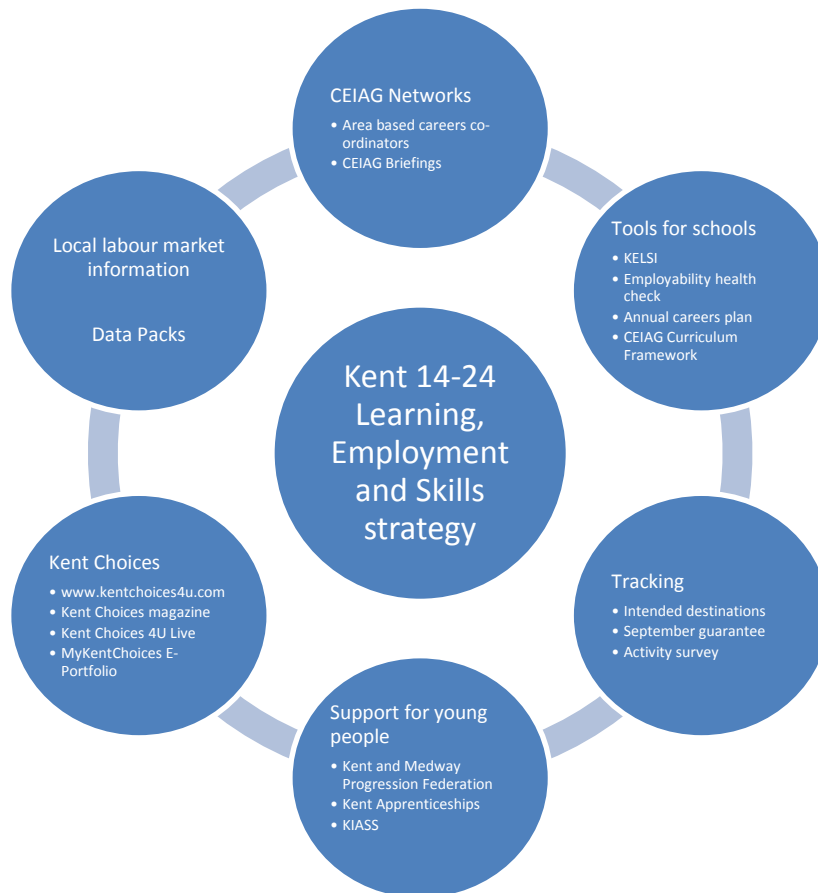 CEIAG Networks
• Area based careers co-
ordinators
• CEIAG Briefings
Tools for schools
• KELSI
• Employability health
check
• Annual careers plan
• CEIAG Curriculum
Framework
Tracking
• Intended destinations
• September guarantee
• Activity survey
Support for young
people
• Kent and Medway
Progression Federation
• Kent Apprenticeships
• KIASS
Kent Choices
• www.kentchoices4u.com
• Kent Choices magazine
• Kent Choices 4U Live
• MyKentChoices E-
Portfolio
Local labour market
information
Data Packs
Kent 14-24
Learning,
Employment
and Skills
strategy